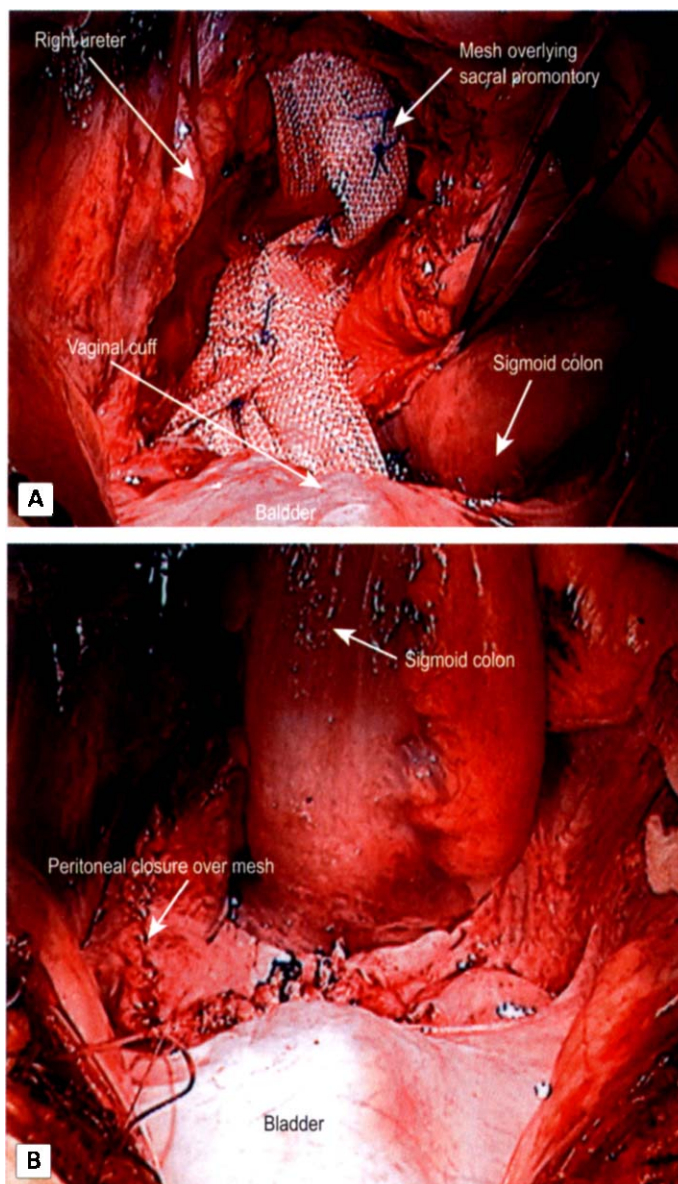 Right ureter
Mesh overlying
sacral promontory
Vaginal cuff
Sigmoid colon
Baldder
A
Sigmoid colon
Peritoneal closure over mesh
Bladder
B